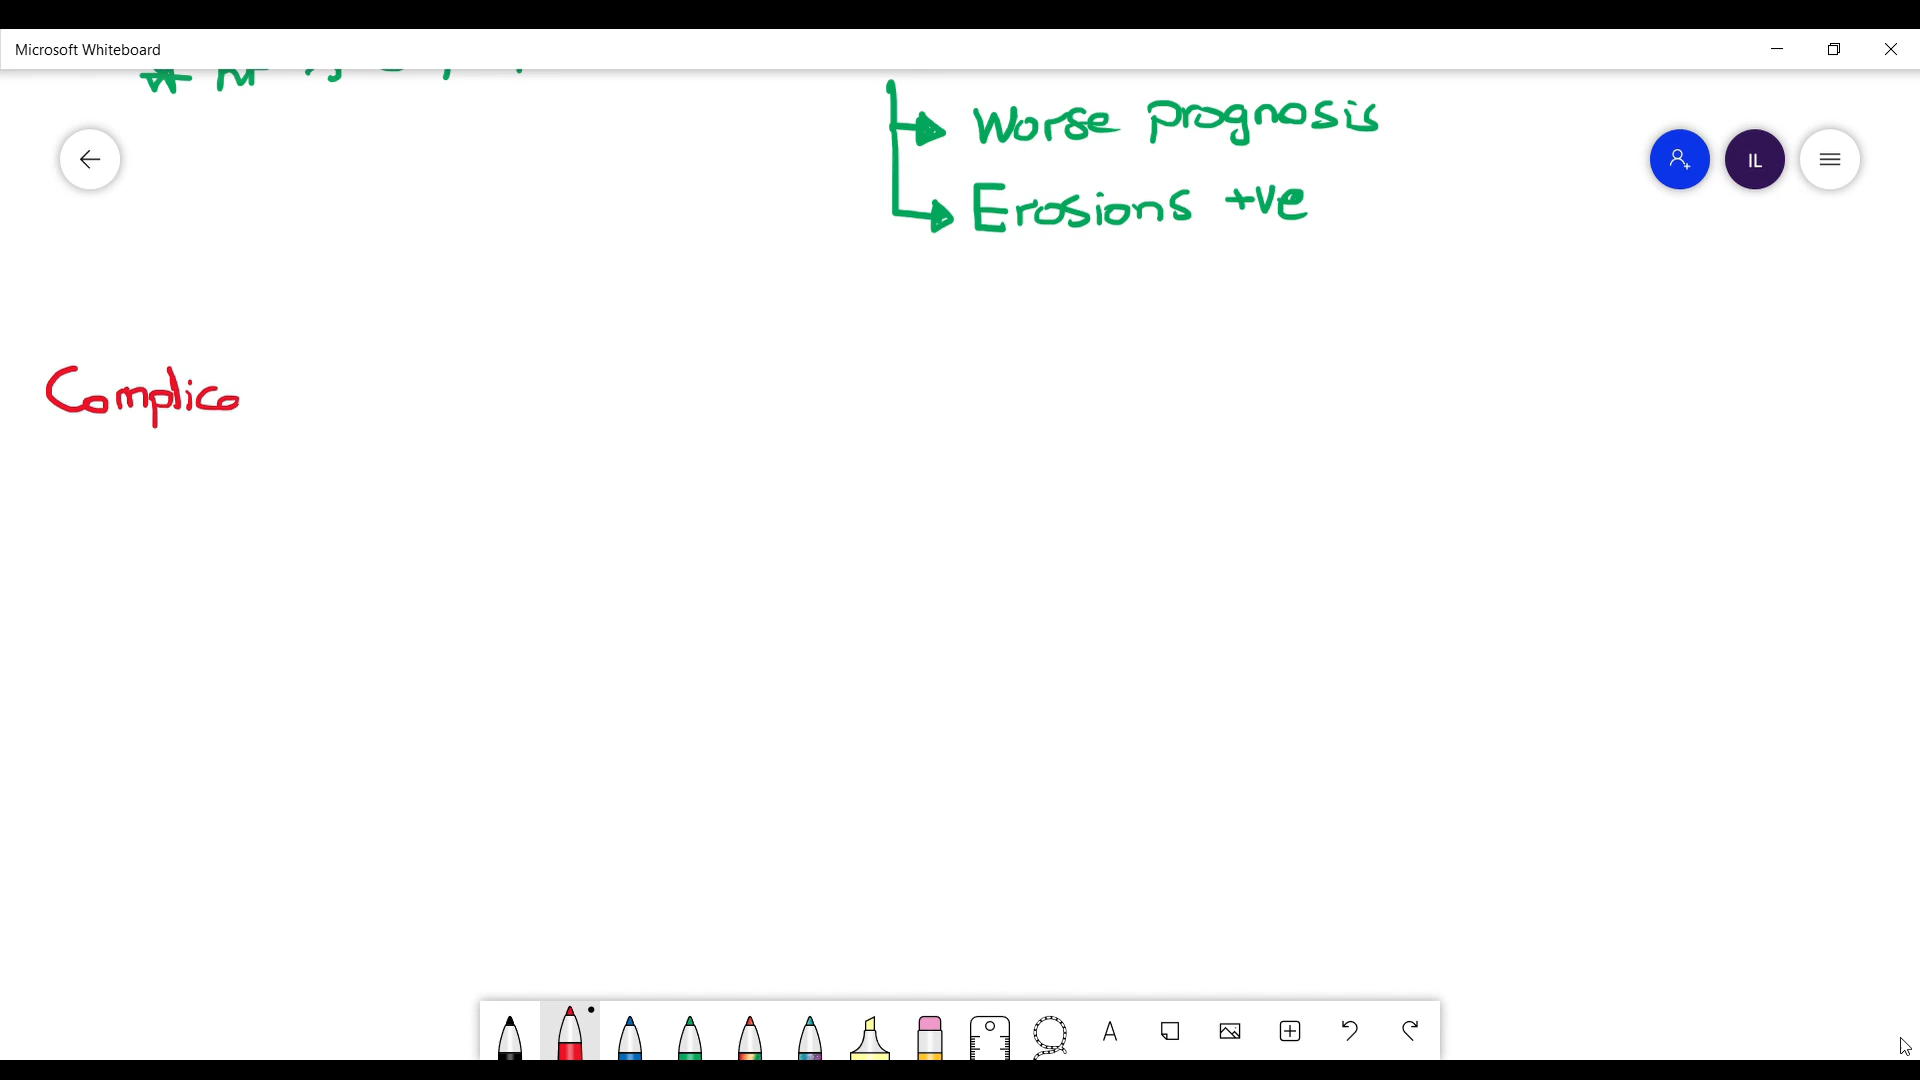 Microsoft Whiteboard
Worse prognosis
Erosions +ve
IL
Complica